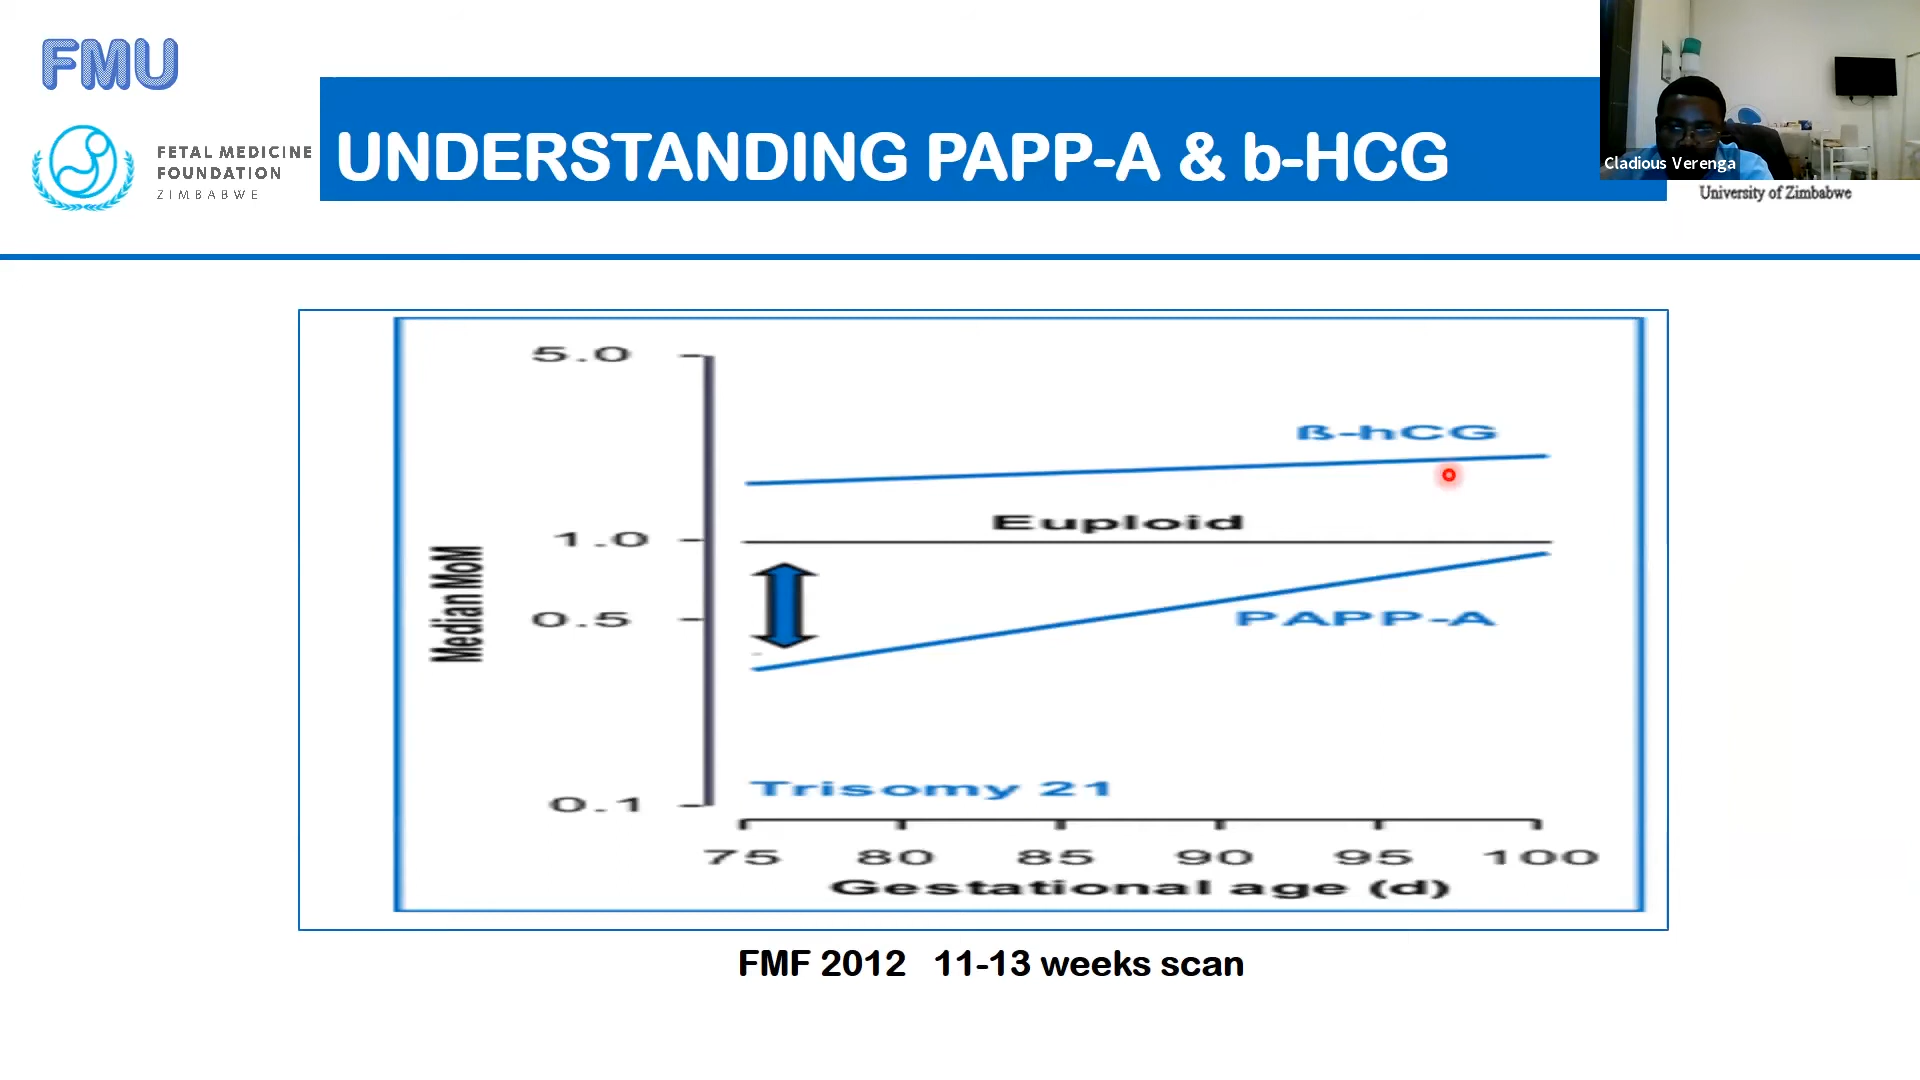 FMU
FETAL MEDICINE
FOUNDATION
ZIMBABWE
UNDERSTANDING PAPP-A & b-HCG
Cladious Verenga
University of Zimbabwe
5.0
ß-hCG
Euploid
1.0
Median MoM
0.5
PAPP-A
Trisomy 21
0.1
75 80 85 90 95 100
Gestational age (d)
FMF 2012 11-13 weeks scan